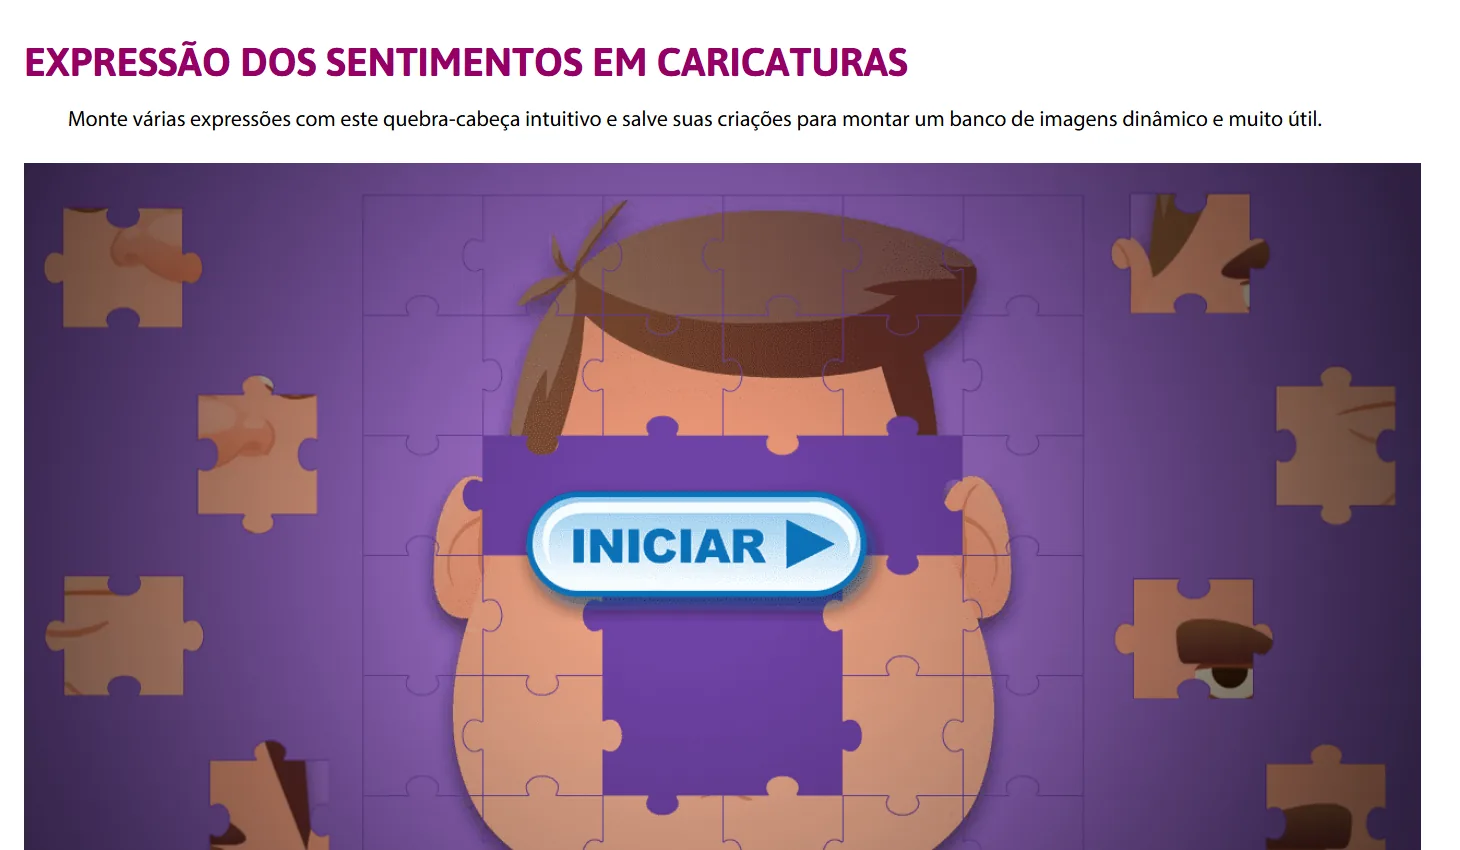 EXPRESSÃO DOS SENTIMENTOS EM CARICATURAS
Monte várias expressões com este quebra-cabeça intuitivo e salve suas criações para montar um banco de imagens dinâmico e muito útil.
INICIAR